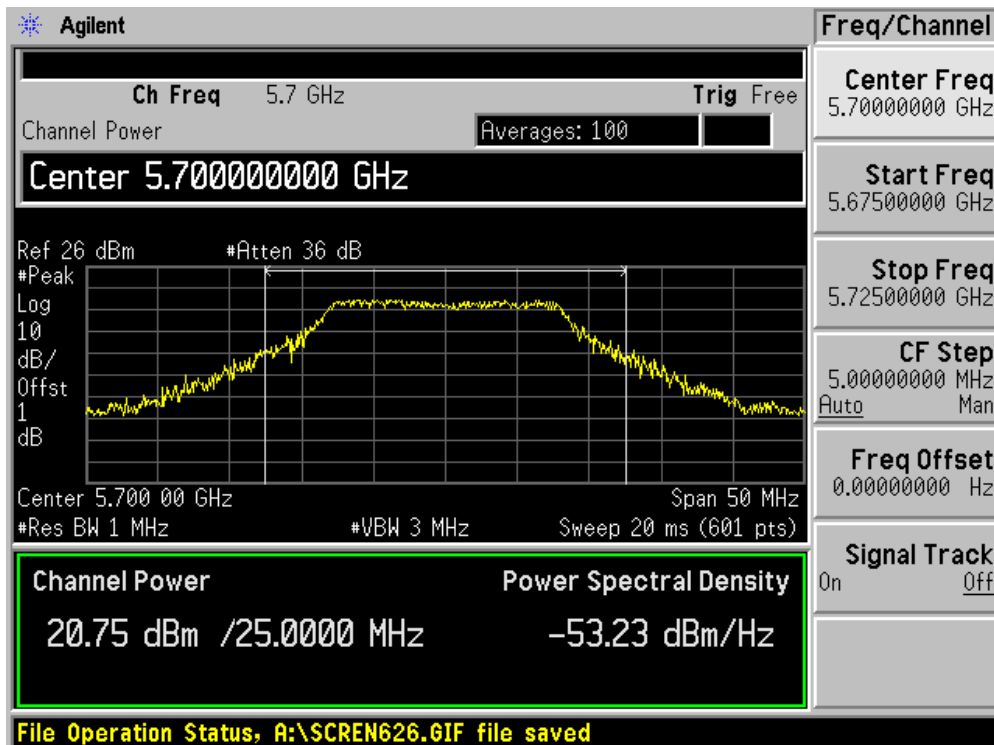 Agilent
Freq/Channel
Ch Freq 5.7 GHz Trig Free
Channel Power Averages: 100
Center 5.700000000 GHz
Ref 26 dBm #Atten 36 dB
#Peak
Log
10
dB/
Offst
1
dB
Center 5.700 00 GHz Span 50 MHz
#Res BW 1 MHz #VBW 3 MHz Sweep 20 ms (601 pts)
Channel Power Power Spectral Density
20.75 dBm /25.0000 MHz -53.23 dBm/Hz
File Operation Status, A:\SCREN626.GIF file saved
Center Freq
5.70000000 GHz
Start Freq
5.67500000 GHz
Stop Freq
5.72500000 GHz
CF Step
5.00000000 MHz
Auto Man
Freq Offset
0.00000000 Hz
Signal Track
On Off